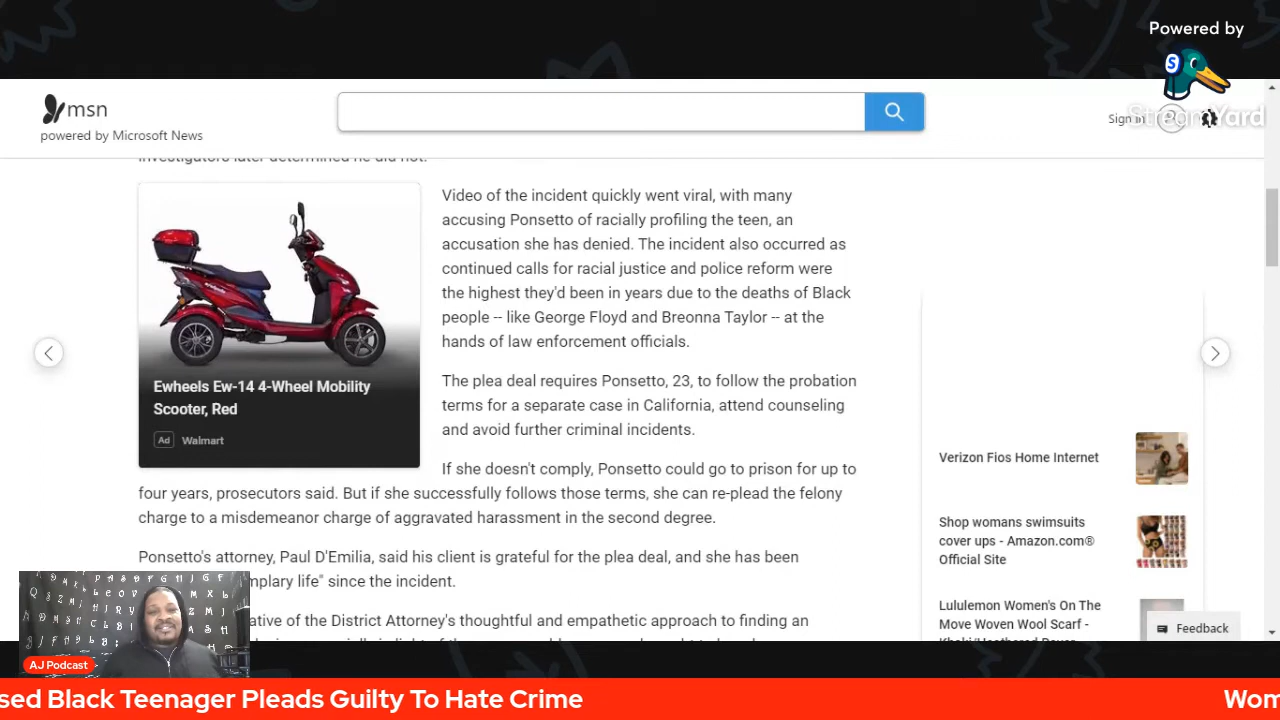 Powered by
StreamYard
msn
powered by Microsoft News
Sign in
investigators later determined he did not.
Video of the incident quickly went viral, with many
accusing Ponsetto of racially profiling the teen, an
accusation she has denied. The incident also occurred as
continued calls for racial justice and police reform were
the highest they'd been in years due to the deaths of Black
people -- like George Floyd and Breonna Taylor -- at the
hands of law enforcement officials.
Ewheels Ew-14 4-Wheel Mobility
Scooter, Red
Ad Walmart
The plea deal requires Ponsetto, 23, to follow the probation
terms for a separate case in California, attend counseling
and avoid further criminal incidents.
If she doesn't comply, Ponsetto could go to prison for up to
four years, prosecutors said. But if she successfully follows those terms, she can re-plead the felony
charge to a misdemeanor charge of aggravated harassment in the second degree.
Ponsetto's attorney, Paul D'Emilia, said his client is grateful for the plea deal, and she has been
mplary life" since the incident.
ative of the District Attorney's thoughtful and empathetic approach to finding an
Verizon Fios Home Internet
Shop womans swimsuits
cover ups - Amazon.com®
Official Site
Lululemon Women's On The
Move Woven Wool Scarf -
Feedback
AJ Podcast
sed Black Teenager Pleads Guilty To Hate Crime
Wom